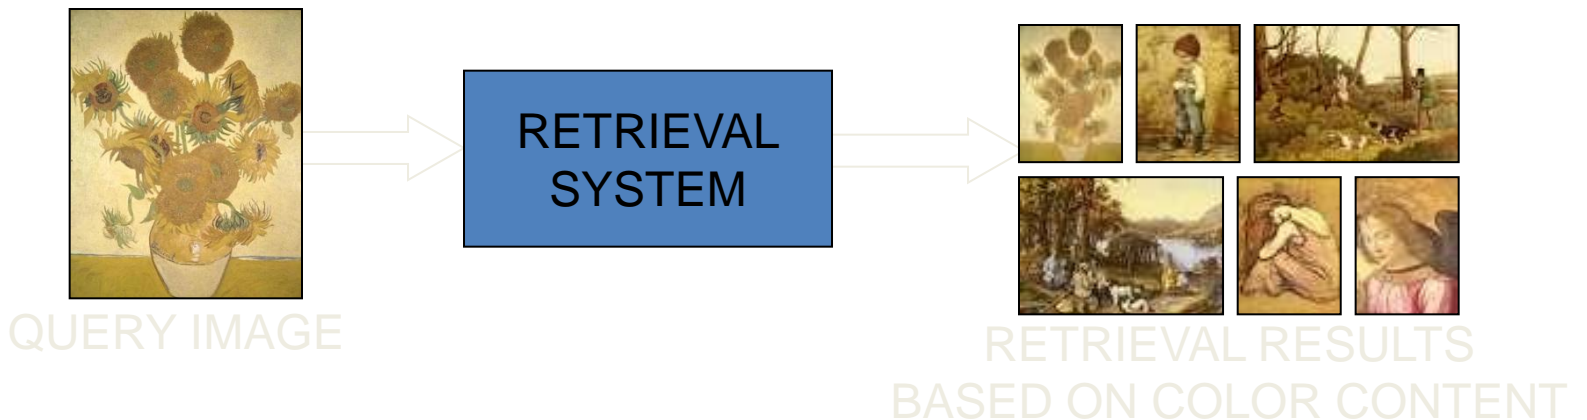 RETRIEVAL
SYSTEM
QUERY IMAGE
RETRIEVAL RESULTS
BASED ON COLOR CONTENT